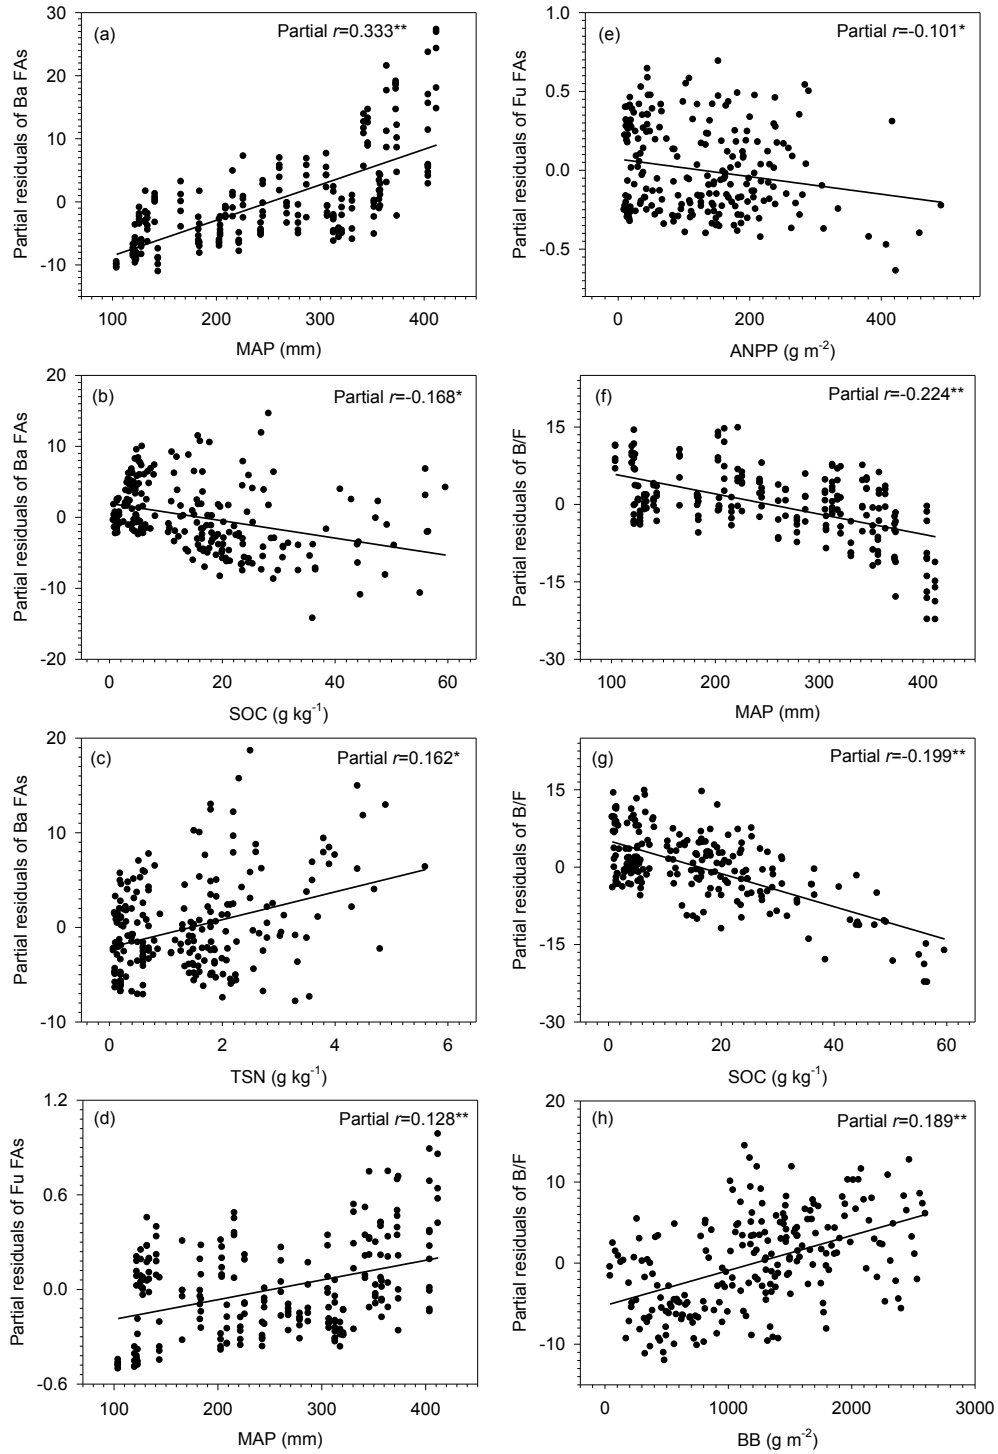 (a)
Partial r=0.333**
Partial residuals of Ba FAs
30
20
10
0
-10
100 200 300 400
MAP (mm)
(e)
Partial r=-0.101*
Partial residuals of Fu FAs
1.0
0.5
0.0
-0.5
0 200 400
ANPP (g m-2)
(b)
Partial r=-0.168*
Partial residuals of Ba FAs
20
10
0
-10
-20
0 20 40 60
SOC (g kg-1)
(f)
Partial r=-0.224**
Partial residuals of B/F
15
0
-15
-30
100 200 300 400
MAP (mm)
(c)
Partial r=0.162*
Partial residuals of Ba FAs
20
10
0
-10
0 2 4 6
TSN (g kg-1)
(g)
Partial r=-0.199**
Partial residuals of B/F
15
0
-15
-30
0 20 40 60
SOC (g kg-1)
(d)
Partial r=0.128**
Partial residuals of Fu FAs
1.2
0.6
0.0
-0.6
100 200 300 400
MAP (mm)
(h)
Partial r=0.189**
Partial residuals of B/F
20
10
0
-10
0 1000 2000 3000
BB (g m-2)